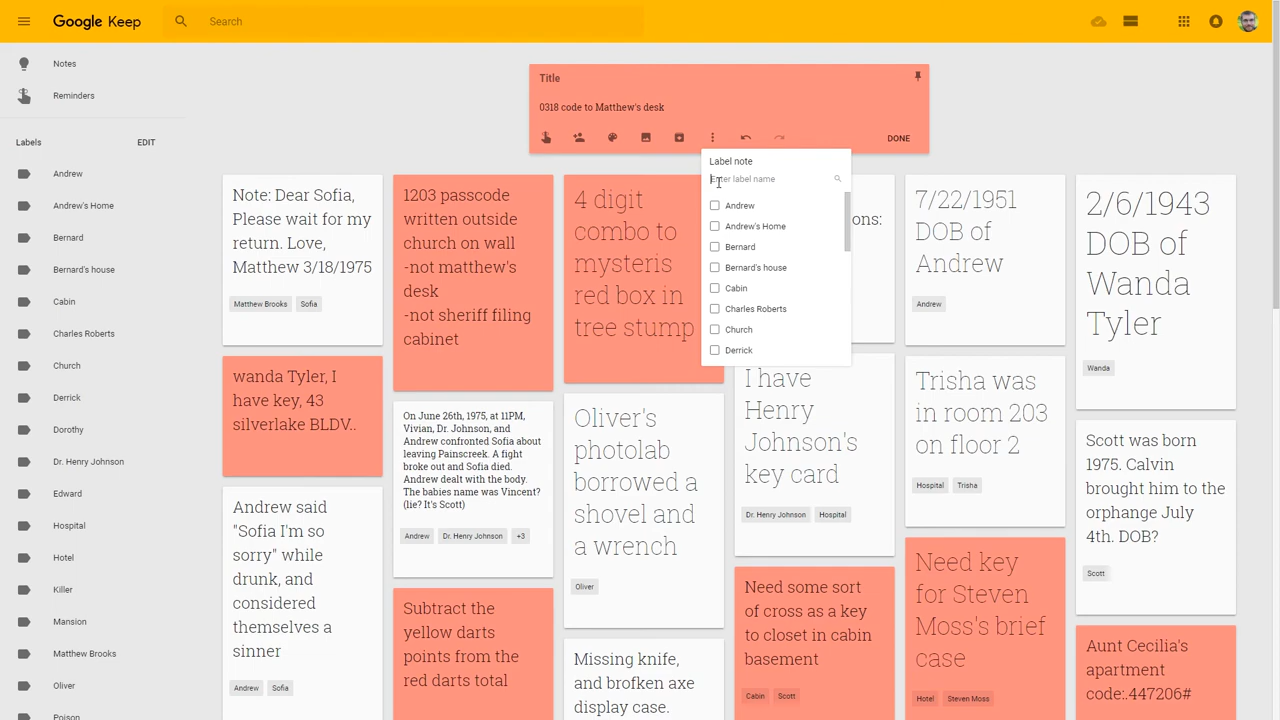 Google Keep
Search
Notes
Reminders
Labels
EDIT
Andrew
Andrew's Home
Bernard
Bernard's house
Cabin
Charles Roberts
Church
Derrick
Dorothy
Dr. Henry Johnson
Edward
Hospital
Hotel
Killer
Mansion
Matthew Brooks
Oliver
Poison
Title
0318 code to Matthew's desk
DONE
Label note
Enter label name
Andrew
Andrew's Home
Bernard
Bernard's house
Cabin
Charles Roberts
Church
Derrick
Note: Dear Sofia,
Please wait for my
return. Love,
Matthew 3/18/1975
Matthew Brooks
Sofia
wanda Tyler, I
have key, 43
silverlake BLDV..
Andrew said
"Sofia I'm so
sorry" while
drunk, and
considered
themselves a
sinner
Andrew
Sofia
1203 passcode
written outside
church on wall
-not matthew's
desk
-not sheriff filing
cabinet
On June 26th, 1975, at 11PM,
Vivian, Dr. Johnson, and
Andrew confronted Sofia about
leaving Painscreek. A fight
broke out and Sofia died.
Andrew dealt with the body.
The babies name was Vincent?
(lie? It's Scott)
Andrew
Dr. Henry Johnson
+3
Subtract the
yellow darts
points from the
red darts total
4 digit
combo to
mysteris
red box in
tree stump
Oliver's
photolab
borrowed a
shovel and
a wrench
Oliver
Missing knife,
and brofken axe
display case.
ons:
I have
Henry
Johnson's
key card
Dr. Henry Johnson
Hospital
Need some sort
of cross as a key
to closet in cabin
basement
Cabin
Scott
7/22/1951
DOB of
Andrew
Andrew
Trisha was
in room 203
on floor 2
Hospital
Trisha
Need key
for Steven
Moss's brief
case
Hotel
Steven Moss
2/6/1943
DOB of
Wanda
Tyler
Wanda
Scott was born
1975. Calvin
brought him to the
orphange July
4th. DOB?
Scott
Aunt Cecilia's
apartment
code:.447206#